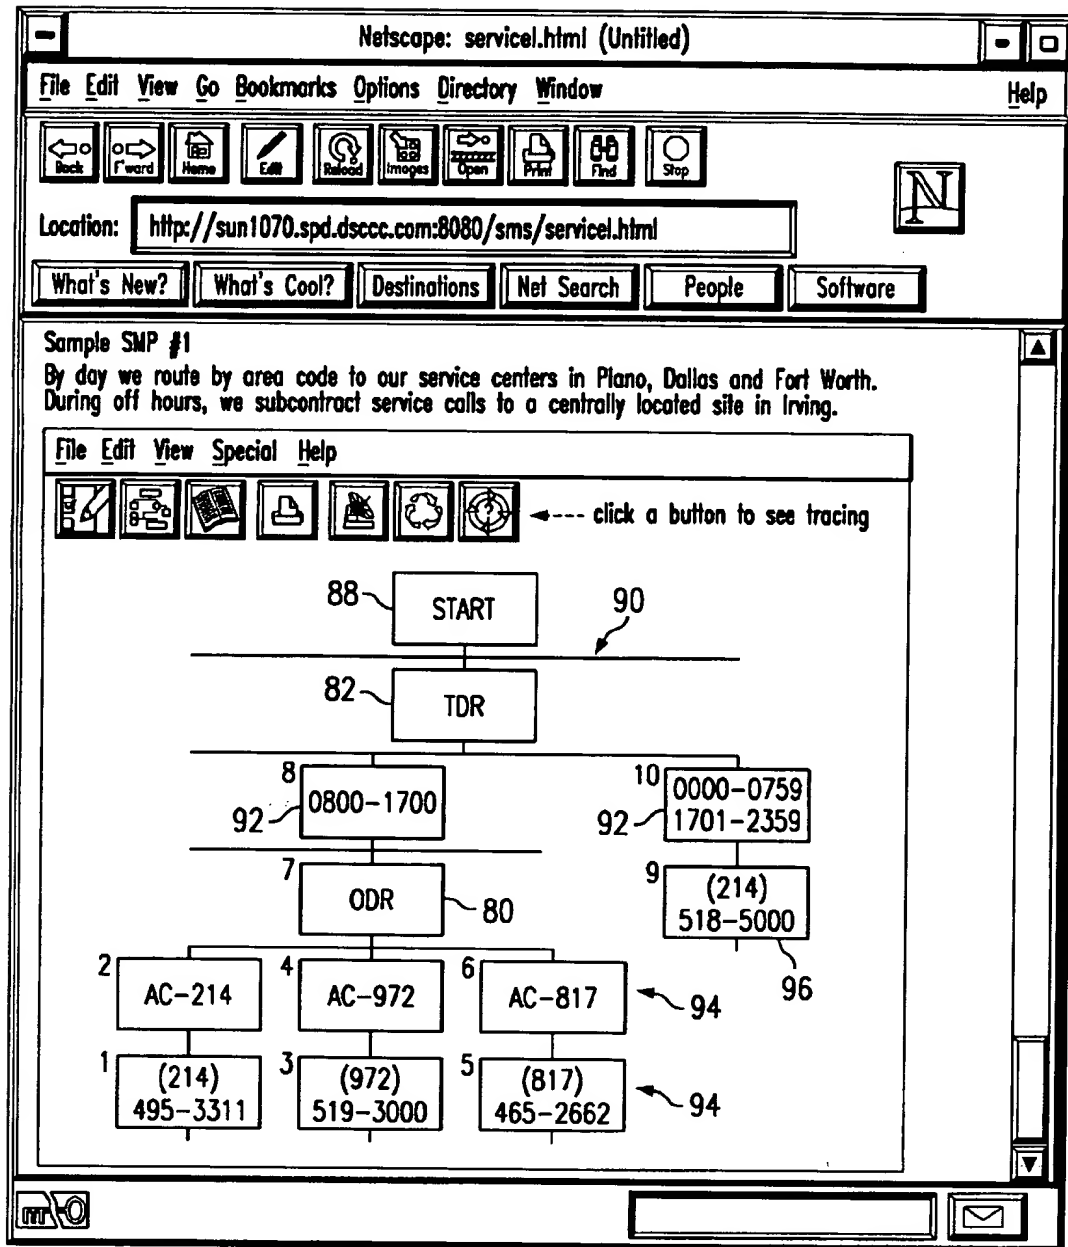 Netscape: servicel.html (Untitled)
File Edit View Go Bookmarks Options Directory Window Help
Back F'ward Home Edit Reload Images Open Print Find Stop
N
Location: http://sun1070.spd.dsccc.com:8080/sms/servicel.html
What's New? What's Cool? Destinations Net Search People Software
Sample SMP #1
By day we route by area code to our service centers in Plano, Dallas and Fort Worth.
During off hours, we subcontract service calls to a centrally located site in Irving.
File Edit View Special Help
click a button to see tracing
88 START
90
82 TDR
8 0800-1700 92
10 0000-0759
92 1701-2359
7 ODR 80
9 (214)
518-5000
96
2 AC-214
4 AC-972
6 AC-817
94
1 (214)
495-3311
3 (972)
519-3000
5 (817)
465-2662
94